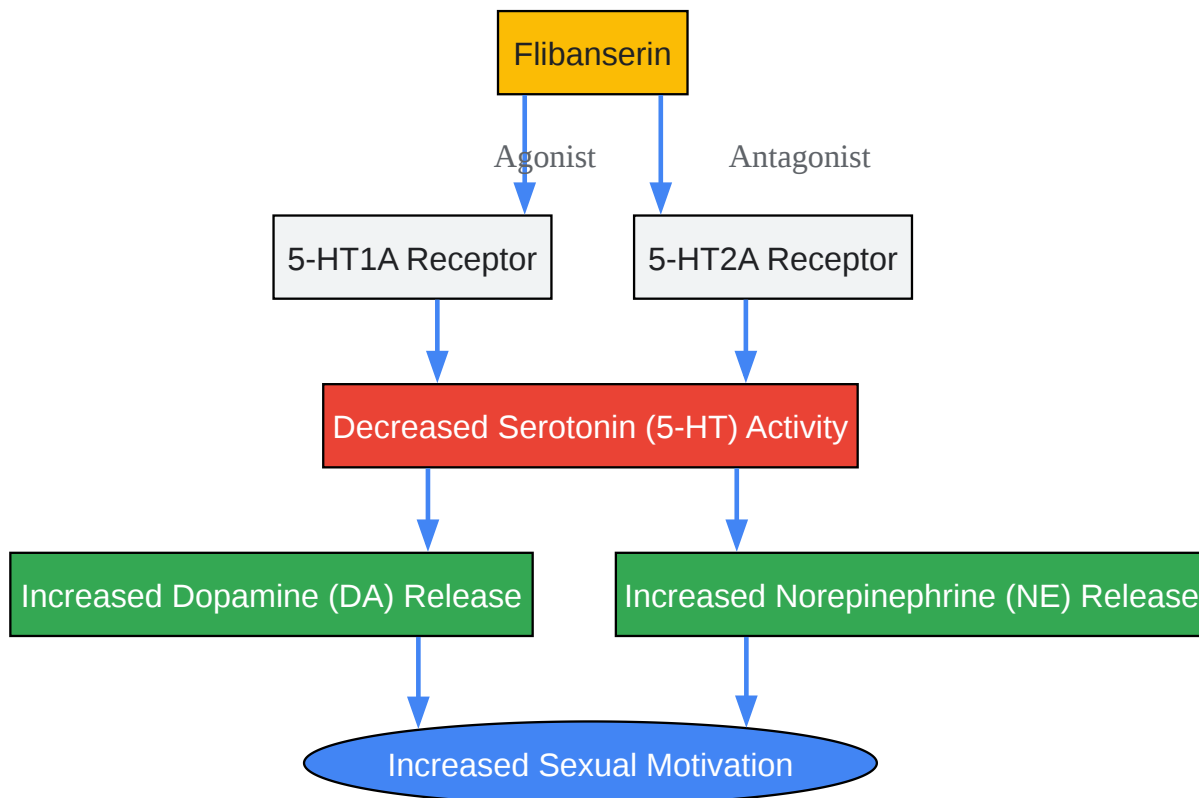 Flibanserin
Agonist
Antagonist
5-HT1A Receptor
5-HT2A Receptor
Decreased Serotonin (5-HT) Activity
Increased Dopamine (DA) Release
Increased Norepinephrine (NE) Release
Increased Sexual Motivation